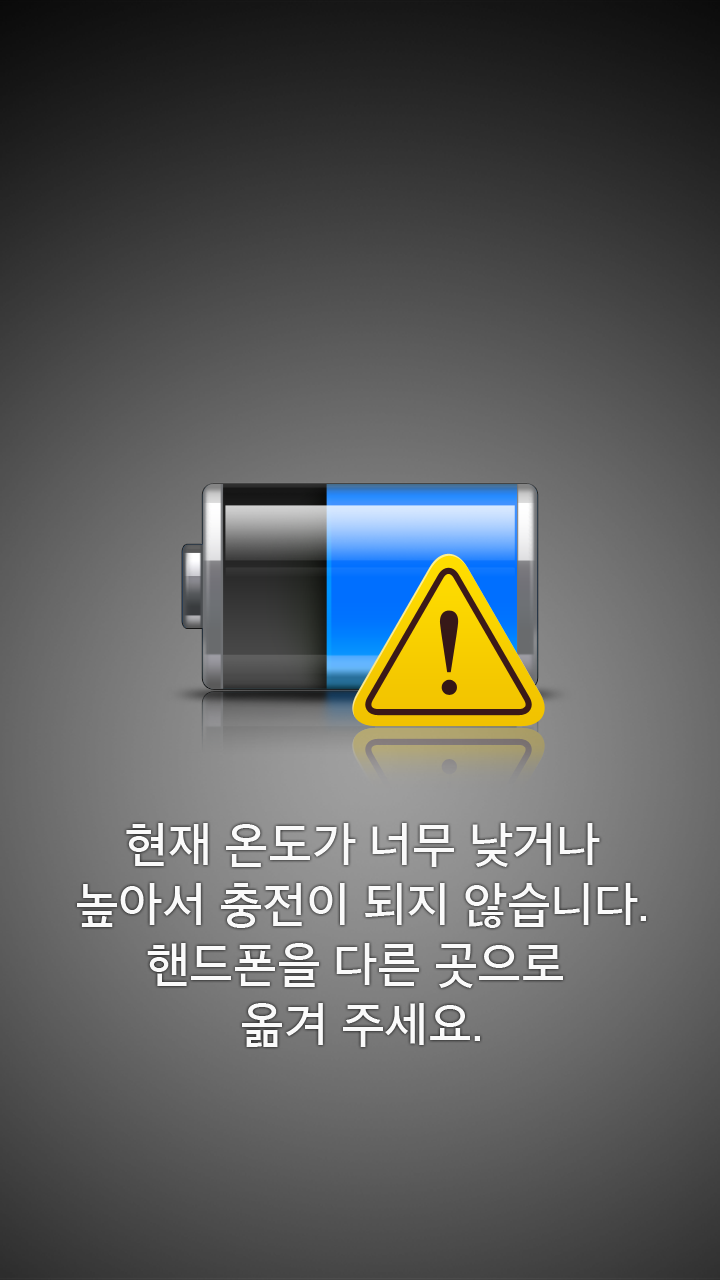 현재 온도가 너무 낮거나
높아서 충전이 되지 않습니다.
핸드폰을 다른 곳으로
옮겨 주세요.